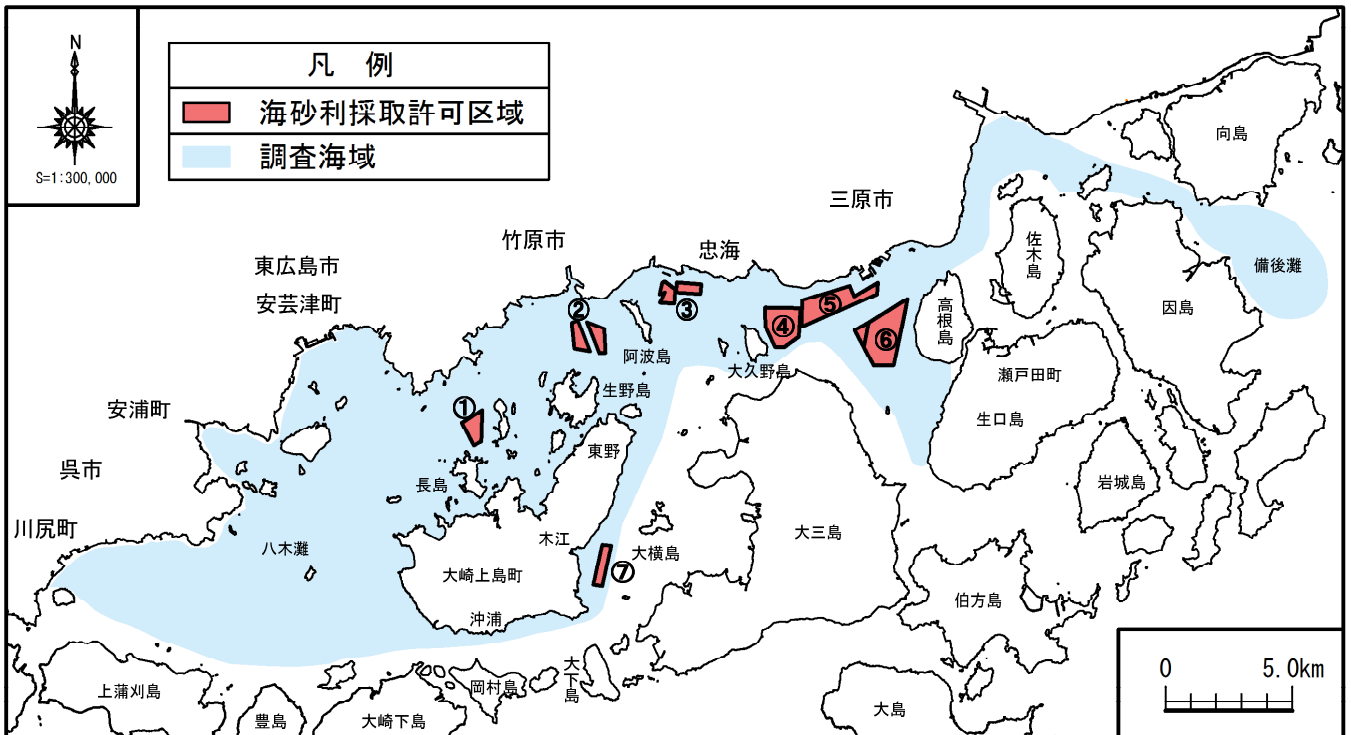 N
S=1:300,000
凡 例
海砂利採取許可区域
調査海域
向島
三原市
竹原市
忠海
佐木島
備後灘
東広島市
安芸津町
高根島
因島
②
③
④
⑤
⑥
阿波島
大久野島
瀬戸田町
生野島
安浦町
①
生口島
東野
呉市
長島
岩城島
川尻町
八木灘
木江
大横島
大三島
大崎上島町
⑦
伯方島
沖浦
大下島
上蒲刈島
豊島
大崎下島
岡村島
大島
0 5.0km